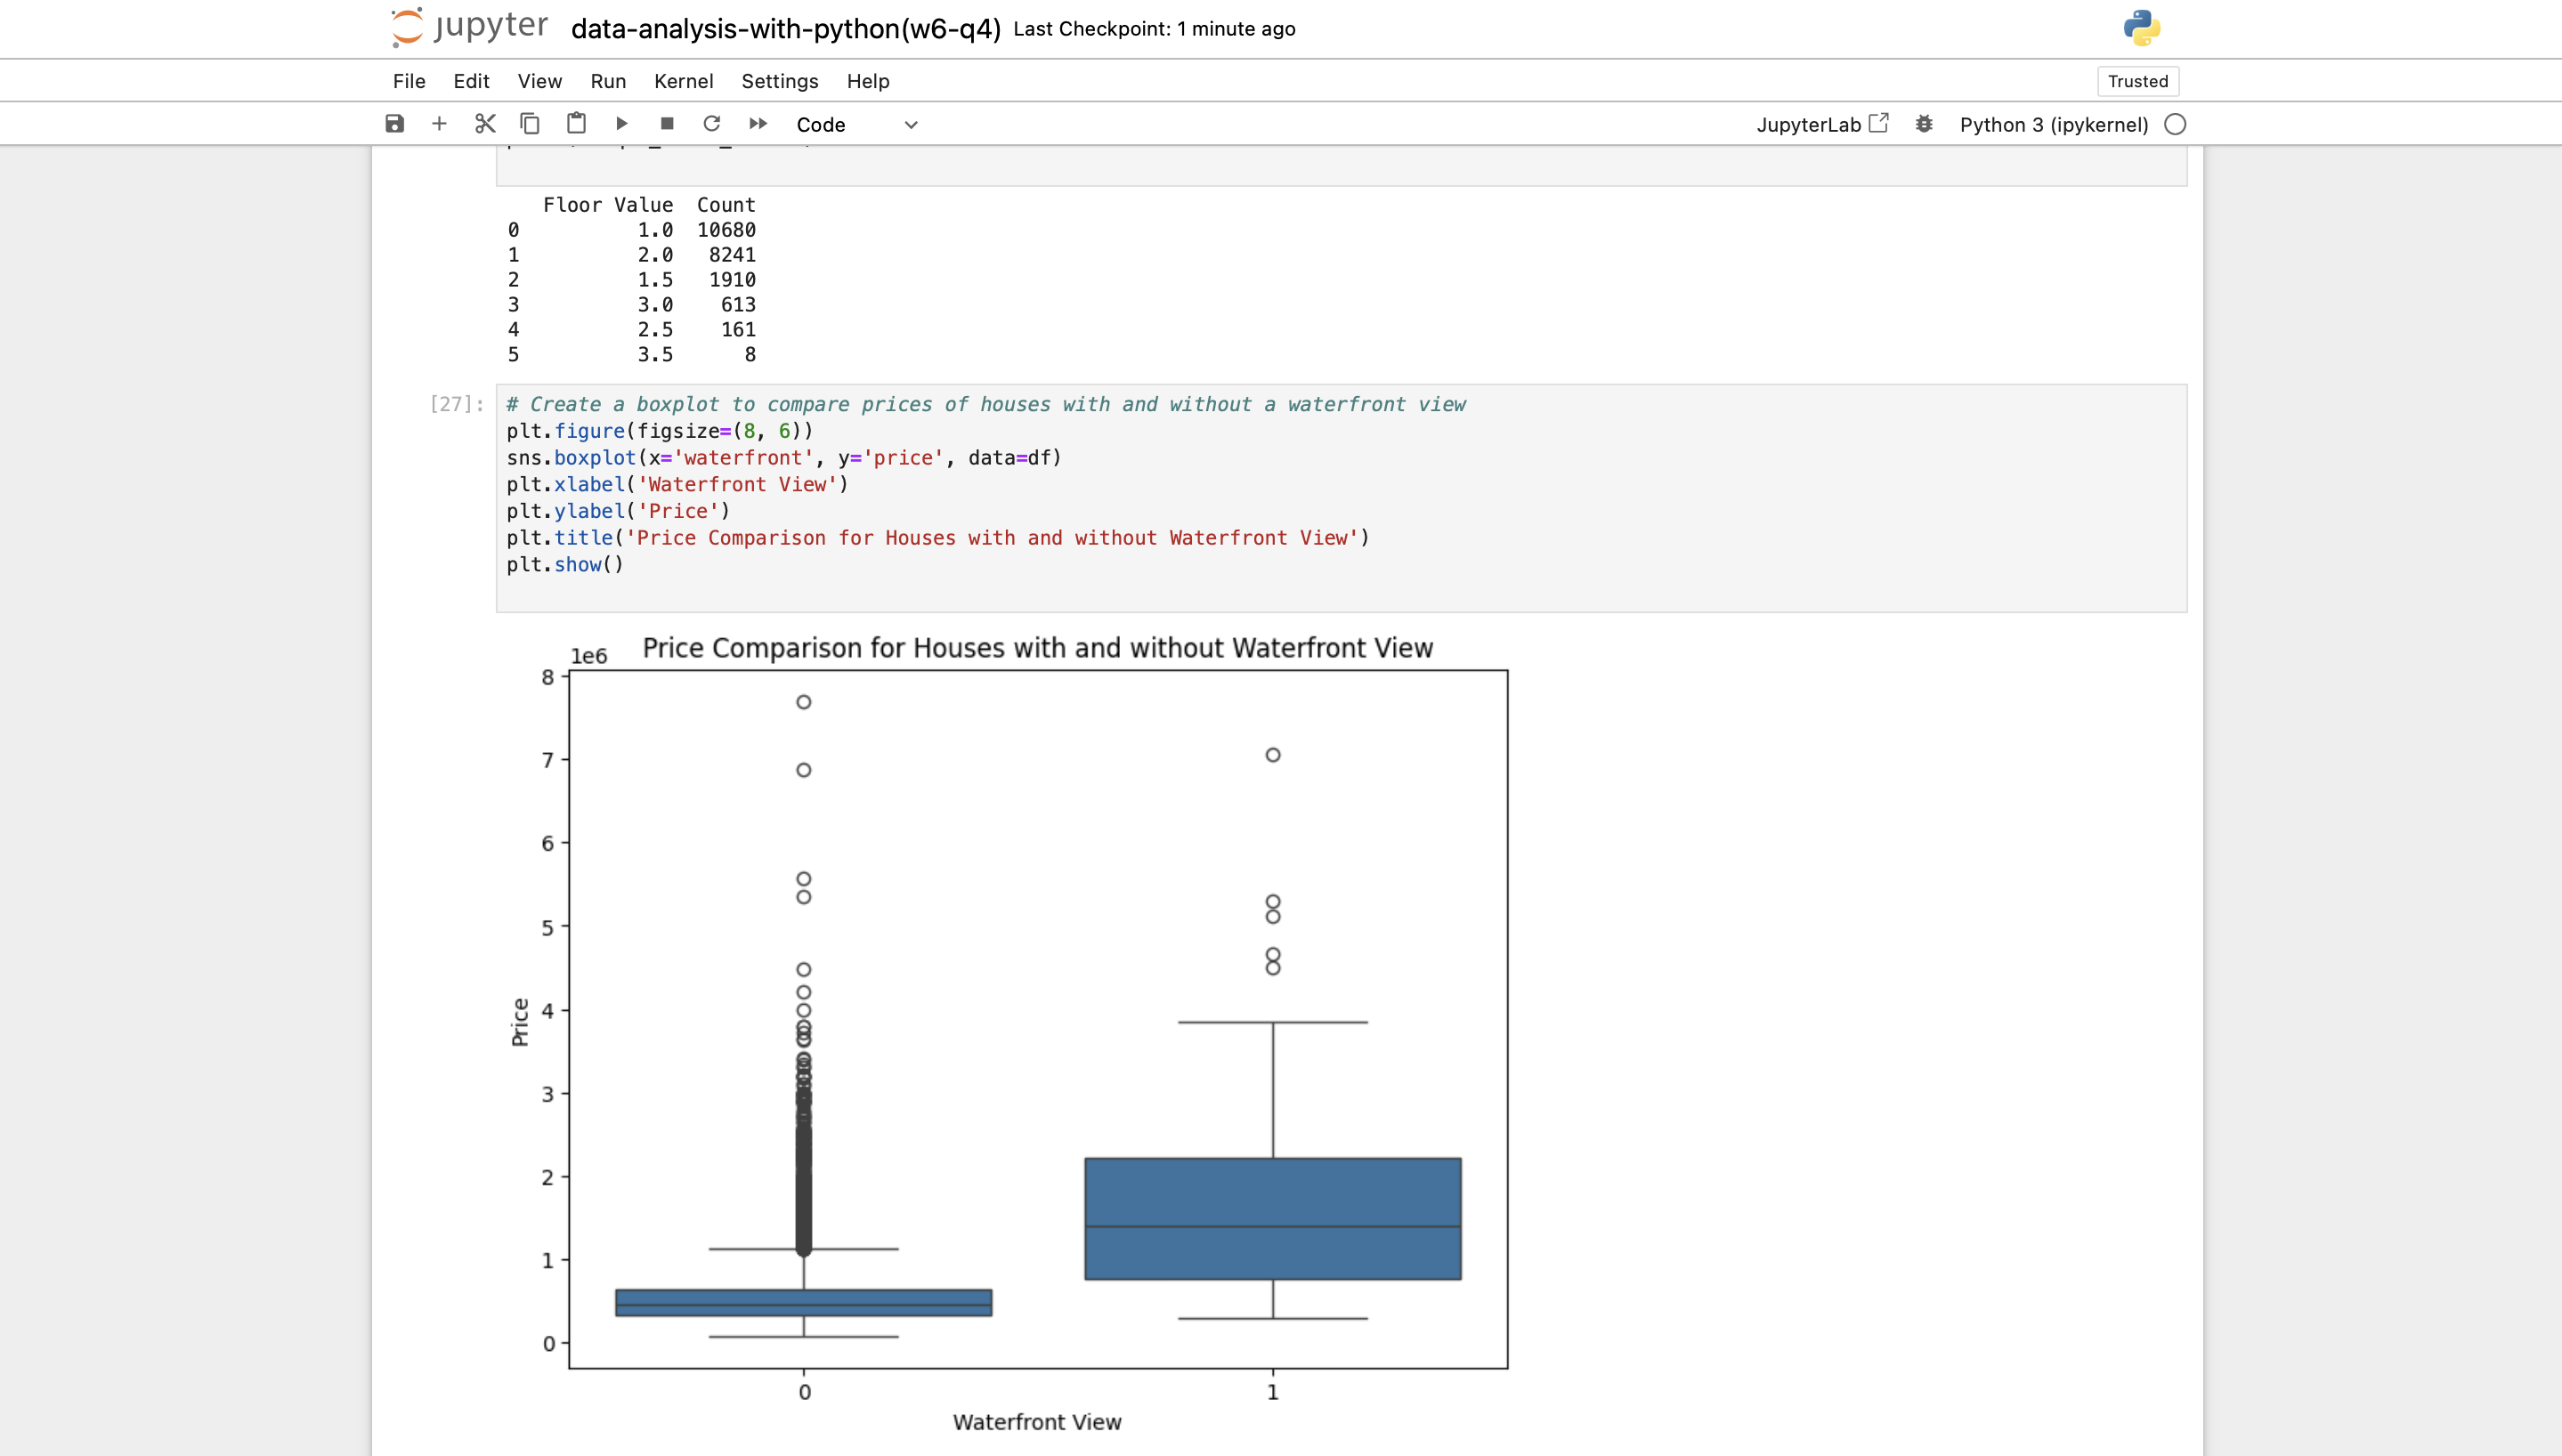 jupyter data-analysis-with-python(w6-q4) Last Checkpoint: 1 minute ago
File Edit View Run Kernel Settings Help
Trusted
Code
JupyterLab
Python 3 (ipykernel)
Floor Value Count
0 1.0 10680
1 2.0 8241
2 1.5 1910
3 3.0 613
4 2.5 161
5 3.5 8
[27]:
# Create a boxplot to compare prices of houses with and without a waterfront view
plt.figure(figsize=(8, 6))
sns.boxplot(x='waterfront', y='price', data=df)
plt.xlabel('Waterfront View')
plt.ylabel('Price')
plt.title('Price Comparison for Houses with and without Waterfront View')
plt.show()
Price Comparison for Houses with and without Waterfront View
1e6
8
7
6
5
4
3
2
1
0
Price
0 1
Waterfront View